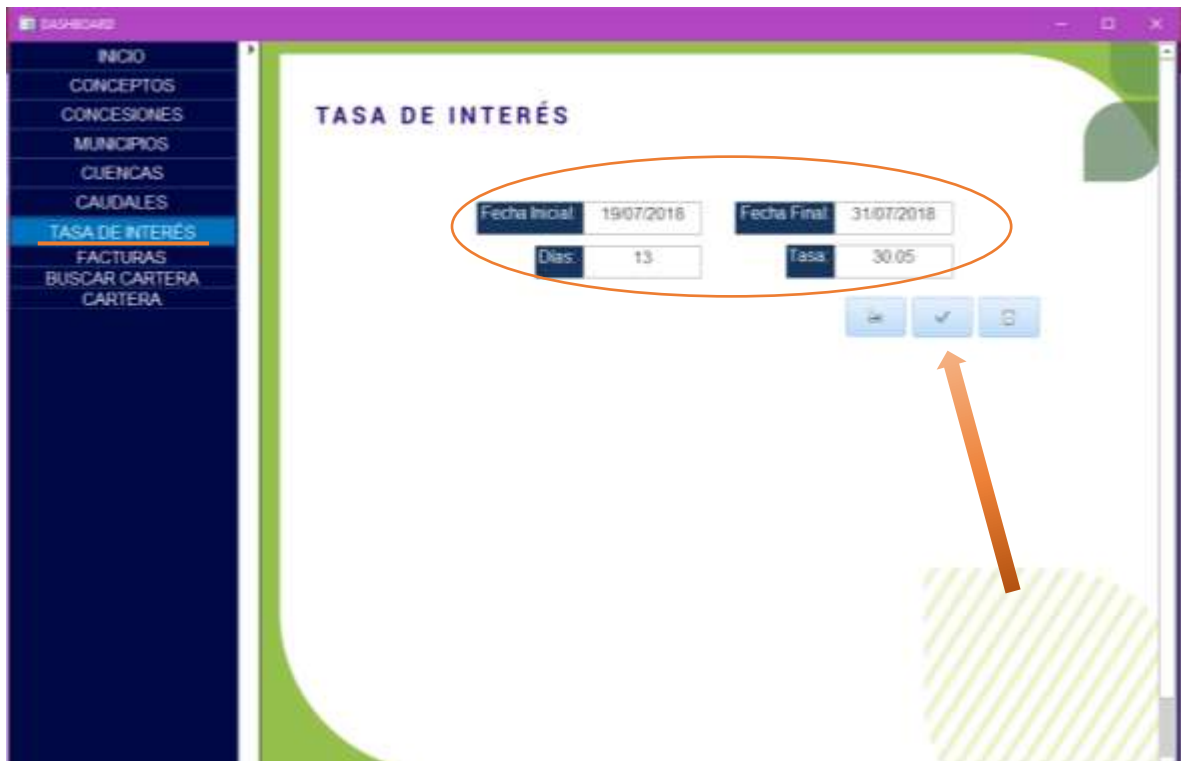 DASHBOARD
INICIO
CONCEPTOS
CONCESIONES
MUNICIPIOS
CUENCAS
CAUDALES
TASA DE INTERÉS
FACTURAS
BUSCAR CARTERA
CARTERA
TASA DE INTERÉS
Fecha Inicial: 19/07/2018 Fecha Final: 31/07/2018
Dias: 13 Tasa: 30.05